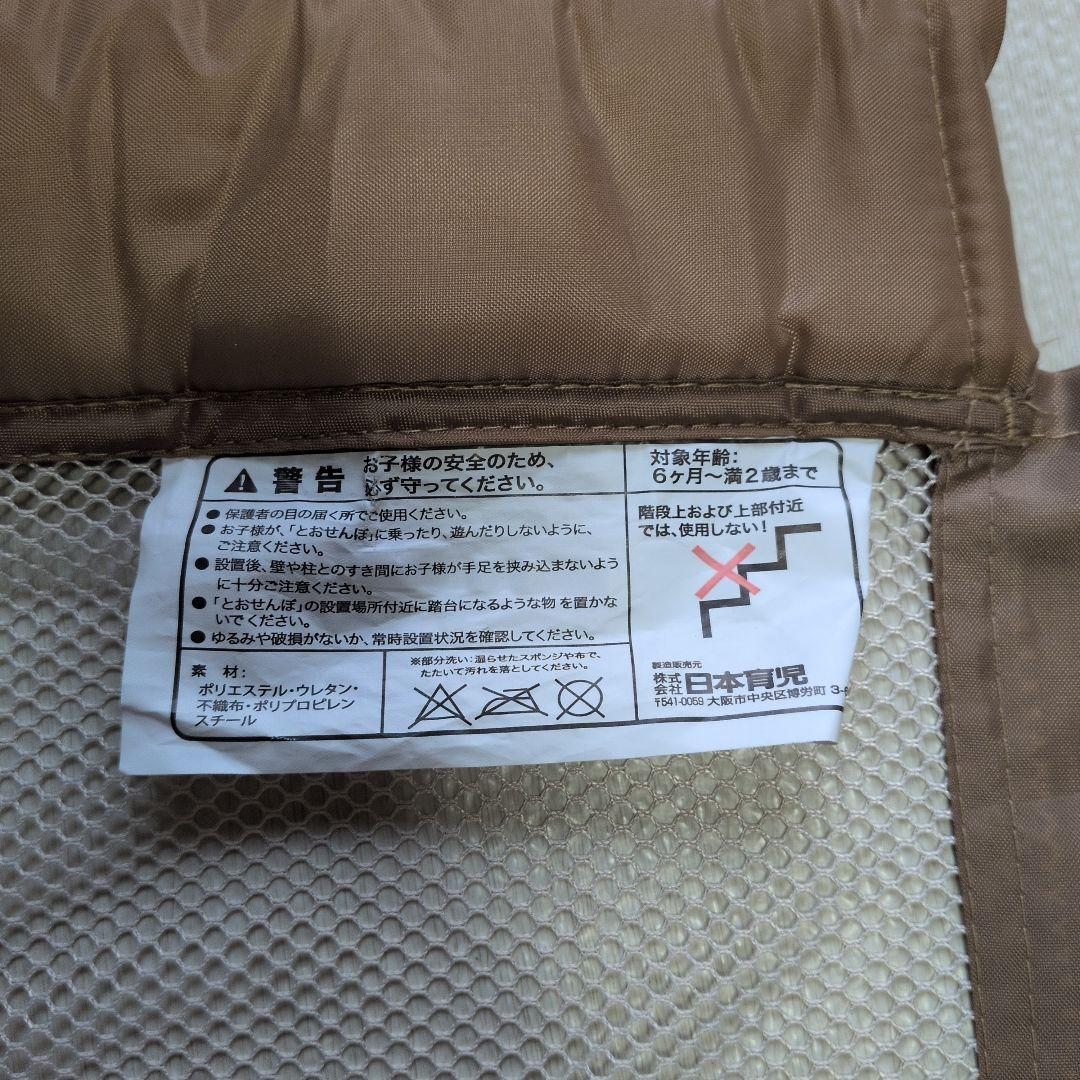 警告 お子様の安全のため、
必ず守ってください。
● 保護者の目の届く所でご使用ください。
● お子様が、「とおせんぼ」に乗ったり、遊んだりしないように、
ご注意ください。
● 設置後、壁や柱とのすき間にお子様が手足を挟み込まないよう
に十分ご注意ください。
● 「とおせんぼ」の設置場所付近に踏台になるような物 を置かな
いでください。
● ゆるみや破損がないか、常時設置状況を確認してください。
素 材:
ポリエステル・ウレタン・
不織布・ポリプロピレン
スチール
※部分洗い:湿らせたスポンジや布で、
たたいて汚れを落としてください。
対象年齢:
6ヶ月～満2歳まで
階段上および上部付近
では、使用しない!
製造販売元
株式会社 日本育児
〒541-0059 大阪市中央区博労町 3-